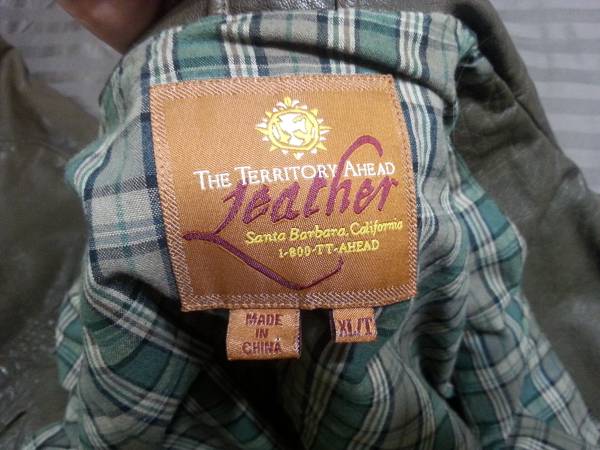 THE TERRITORY AHEAD
Leather
Santa Barbara, California
1-800-TT-AHEAD
MADE
IN
CHINA
XL/T